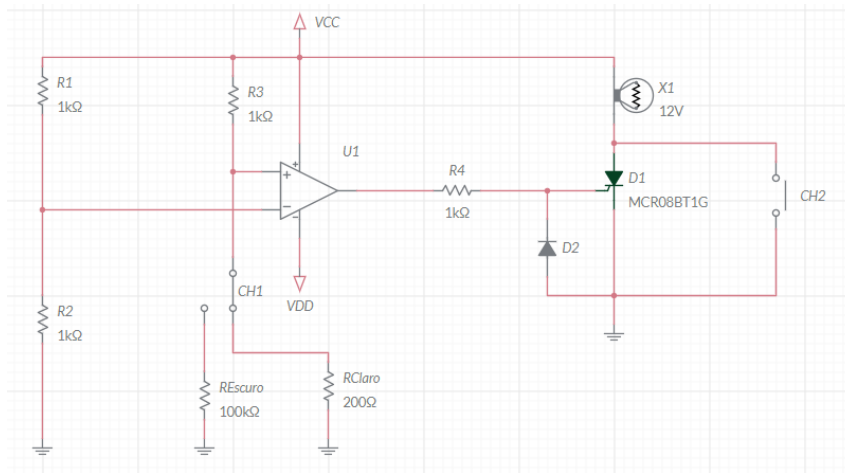 VCC
R1
1kΩ
R3
1kΩ
X1
12V
U1
+
+
−
−
R4
1kΩ
D1
MCR08BT1G
CH2
D2
CH1
VDD
R2
1kΩ
REscuro
100kΩ
RClaro
200Ω